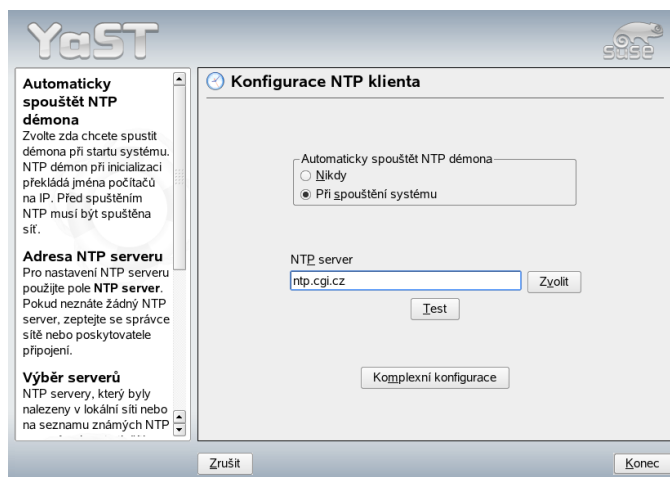 YaST
SUSE
Automaticky
spouštět NTP
démona
Zvolte zda chcete spustit
démona při startu systému.
NTP démon při inicializaci
překládá jména počítačů
na IP. Před spuštěním
NTP musí být spuštěna
síť.
Adresa NTP serveru
Pro nastavení NTP serveru
použijte pole NTP server.
Pokud neznáte žádný NTP
server, zeptejte se správce
sítě nebo poskytovatele
připojení.
Výběr serverů
NTP servery, který byly
nalezeny v lokální síti nebo
na seznamu známých NTP
Konfigurace NTP klienta
Automaticky spouštět NTP démona
Nikdy
Při spouštění systému
NTP server
ntp.cgi.cz
Zvolit
Test
Komplexní konfigurace
Zrušit
Konec